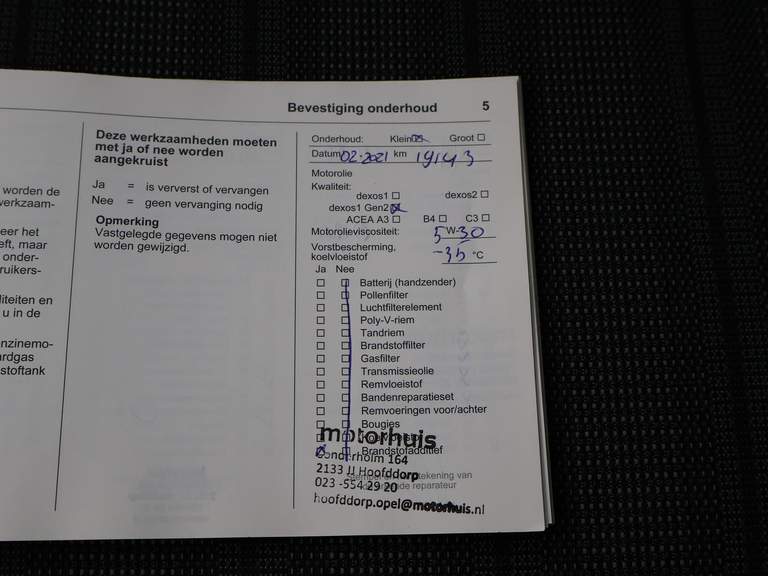 Bevestiging onderhoud 5
worden de
werkzaam-
eer het
eft, maar
onder-
ruikers-
liteiten en
u in de
nzinemo-
ardgas
stoftank
Deze werkzaamheden moeten
met ja of nee worden
aangekruist
Ja = is ververst of vervangen
Nee = geen vervanging nodig
Opmerking
Vastgelegde gegevens mogen niet
worden gewijzigd.
Onderhoud: Klein Groot
Datum 02-2021 km 19143
Motorolie
Kwaliteit:
dexos1 dexos2
dexos1 Gen2
ACEA A3 B4 C3
Motorolieviscositeit: 5 W-30
Vorstbescherming,
koelvloeistof -35 °C
Ja Nee
Batterij (handzender)
Pollenfilter
Luchtfilterelement
Poly-V-riem
Tandriem
Brandstoffilter
Gasfilter
Transmissieolie
Remvloeistof
Bandenreparatieset
Remvoeringen voor/achter
Bougies
Koelvloeistof
Brandstofadditief
motorhuis
Bonderholm 164
2133 JJ Hoofddorp
023 -554 29 20
hoofddorp.opel@motorhuis.nl